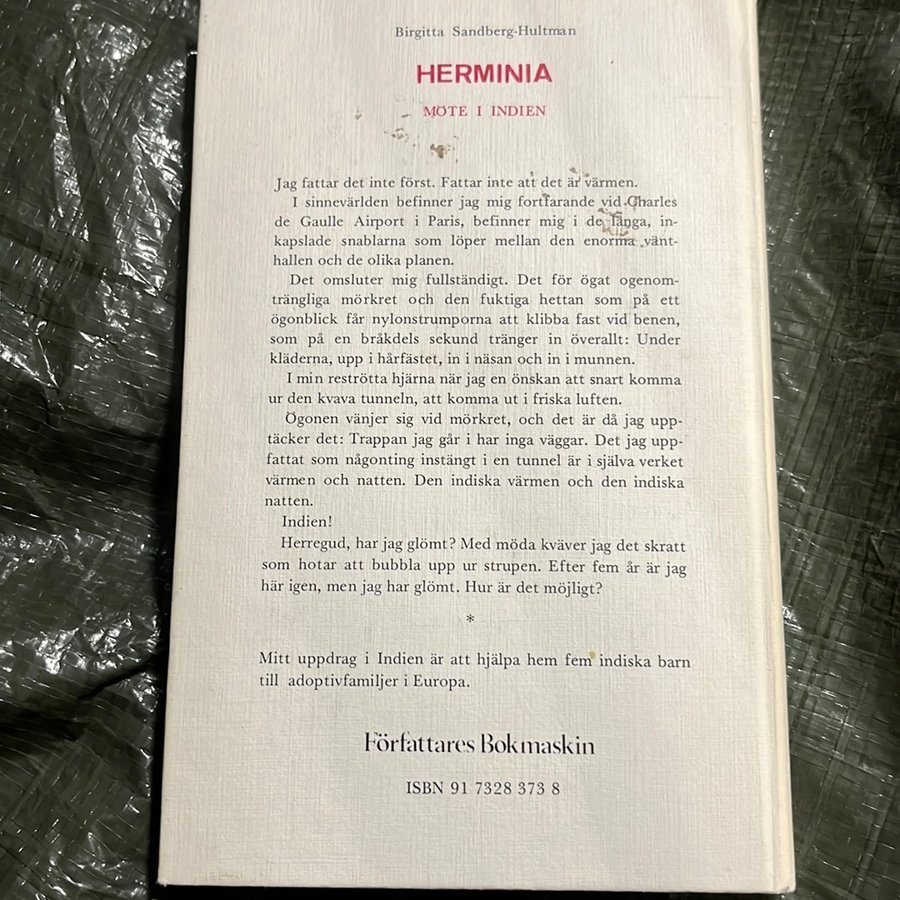 Birgitta Sandberg-Hultman
HERMINIA
MÖTE I INDIEN
Jag fattar det inte först. Fattar inte att det är värmen.
I sinnevärlden befinner jag mig fortfarande vid Charles
de Gaulle Airport i Paris, befinner mig i de långa, in-
kapslade snablarna som löper mellan den enorma vänt-
hallen och de olika planen.
Det omsluter mig fullständigt. Det för ögat ogenom-
trängliga mörkret och den fuktiga hettan som på ett
ögonblick får nylonstrumporna att klibba fast vid benen,
som på en bråkdels sekund tränger in överallt: Under
kläderna, upp i hårfästet, in i näsan och in i munnen.
I min reströtta hjärna när jag en önskan att snart komma
ur den kvava tunneln, att komma ut i friska luften.
Ögonen vänjer sig vid mörkret, och det är då jag upp-
täcker det: Trappan jag går i har inga väggar. Det jag upp-
fattat som någonting instängt i en tunnel är i själva verket
värmen och natten. Den indiska värmen och den indiska
natten.
Indien!
Herregud, har jag glömt? Med möda kväver jag det skratt
som hotar att bubbla upp ur strupen. Efter fem år är jag
här igen, men jag har glömt. Hur är det möjligt?
*
Mitt uppdrag i Indien är att hjälpa hem fem indiska barn
till adoptivfamiljer i Europa.
Författares Bokmaskin
ISBN 91 7328 373 8